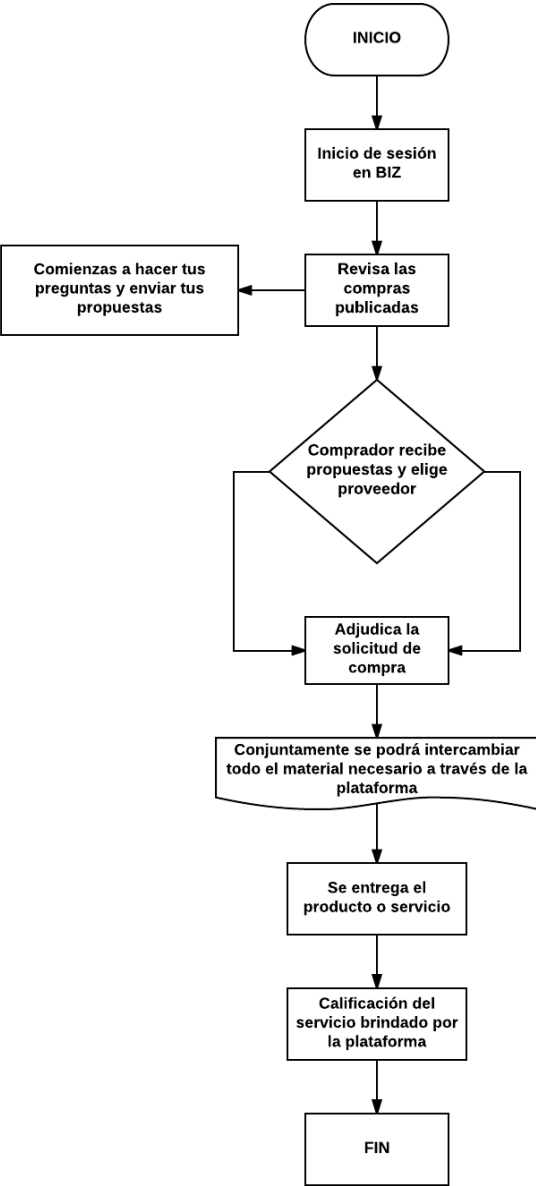 INICIO
Inicio de sesión
en BIZ
Revisa las
compras
publicadas
Comienzas a hacer tus
preguntas y enviar tus
propuestas
Comprador recibe
propuestas y elige
proveedor
Adjudica la
solicitud de
compra
Conjuntamente se podrá intercambiar
todo el material necesario a través de la
plataforma
Se entrega el
producto o servicio
Calificación del
servicio brindado por
la plataforma
FIN